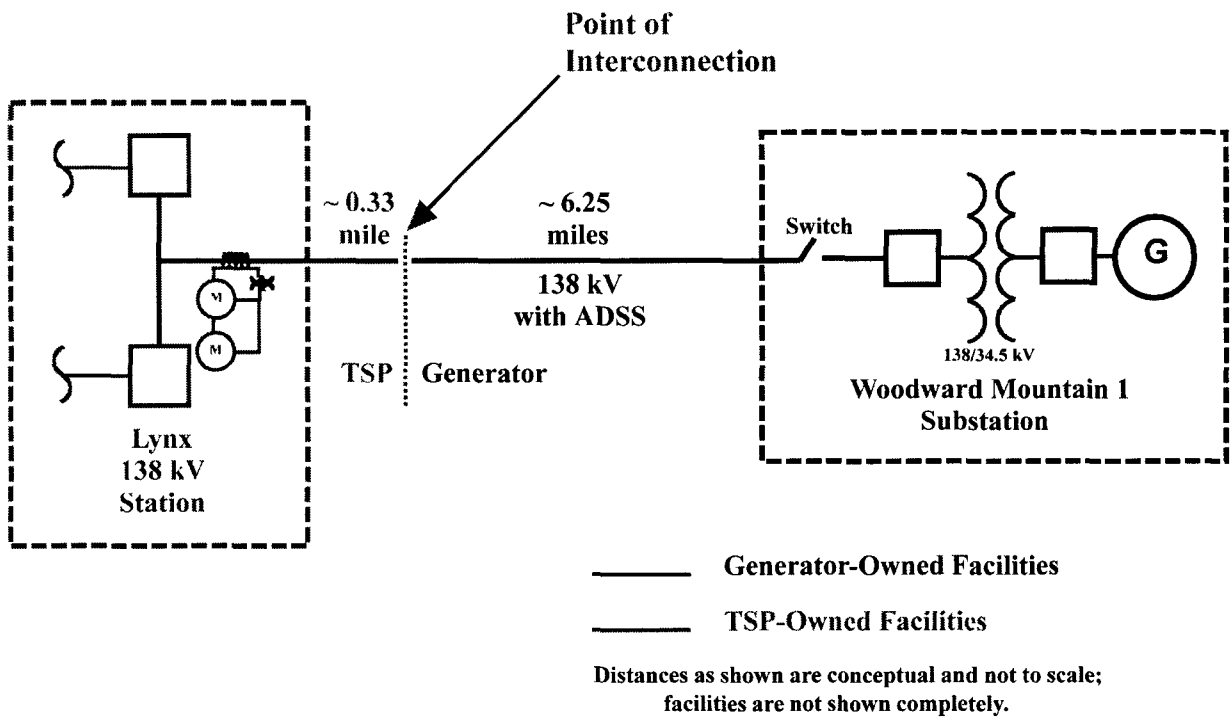 Point of
Interconnection
~ 0.33
mile
~ 6.25
miles
Switch
G
M
M
138 kV
with ADSS
138/34.5 kV
TSP
Generator
Woodward Mountain 1
Substation
Lynx
138 kV
Station
Generator-Owned Facilities
TSP-Owned Facilities
Distances as shown are conceptual and not to scale;
facilities are not shown completely.